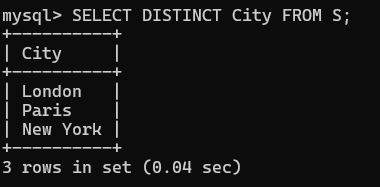 mysql> SELECT DISTINCT City FROM S;
+----------+
| City     |
+----------+
| London   |
| Paris    |
| New York |
+----------+
3 rows in set (0.04 sec)